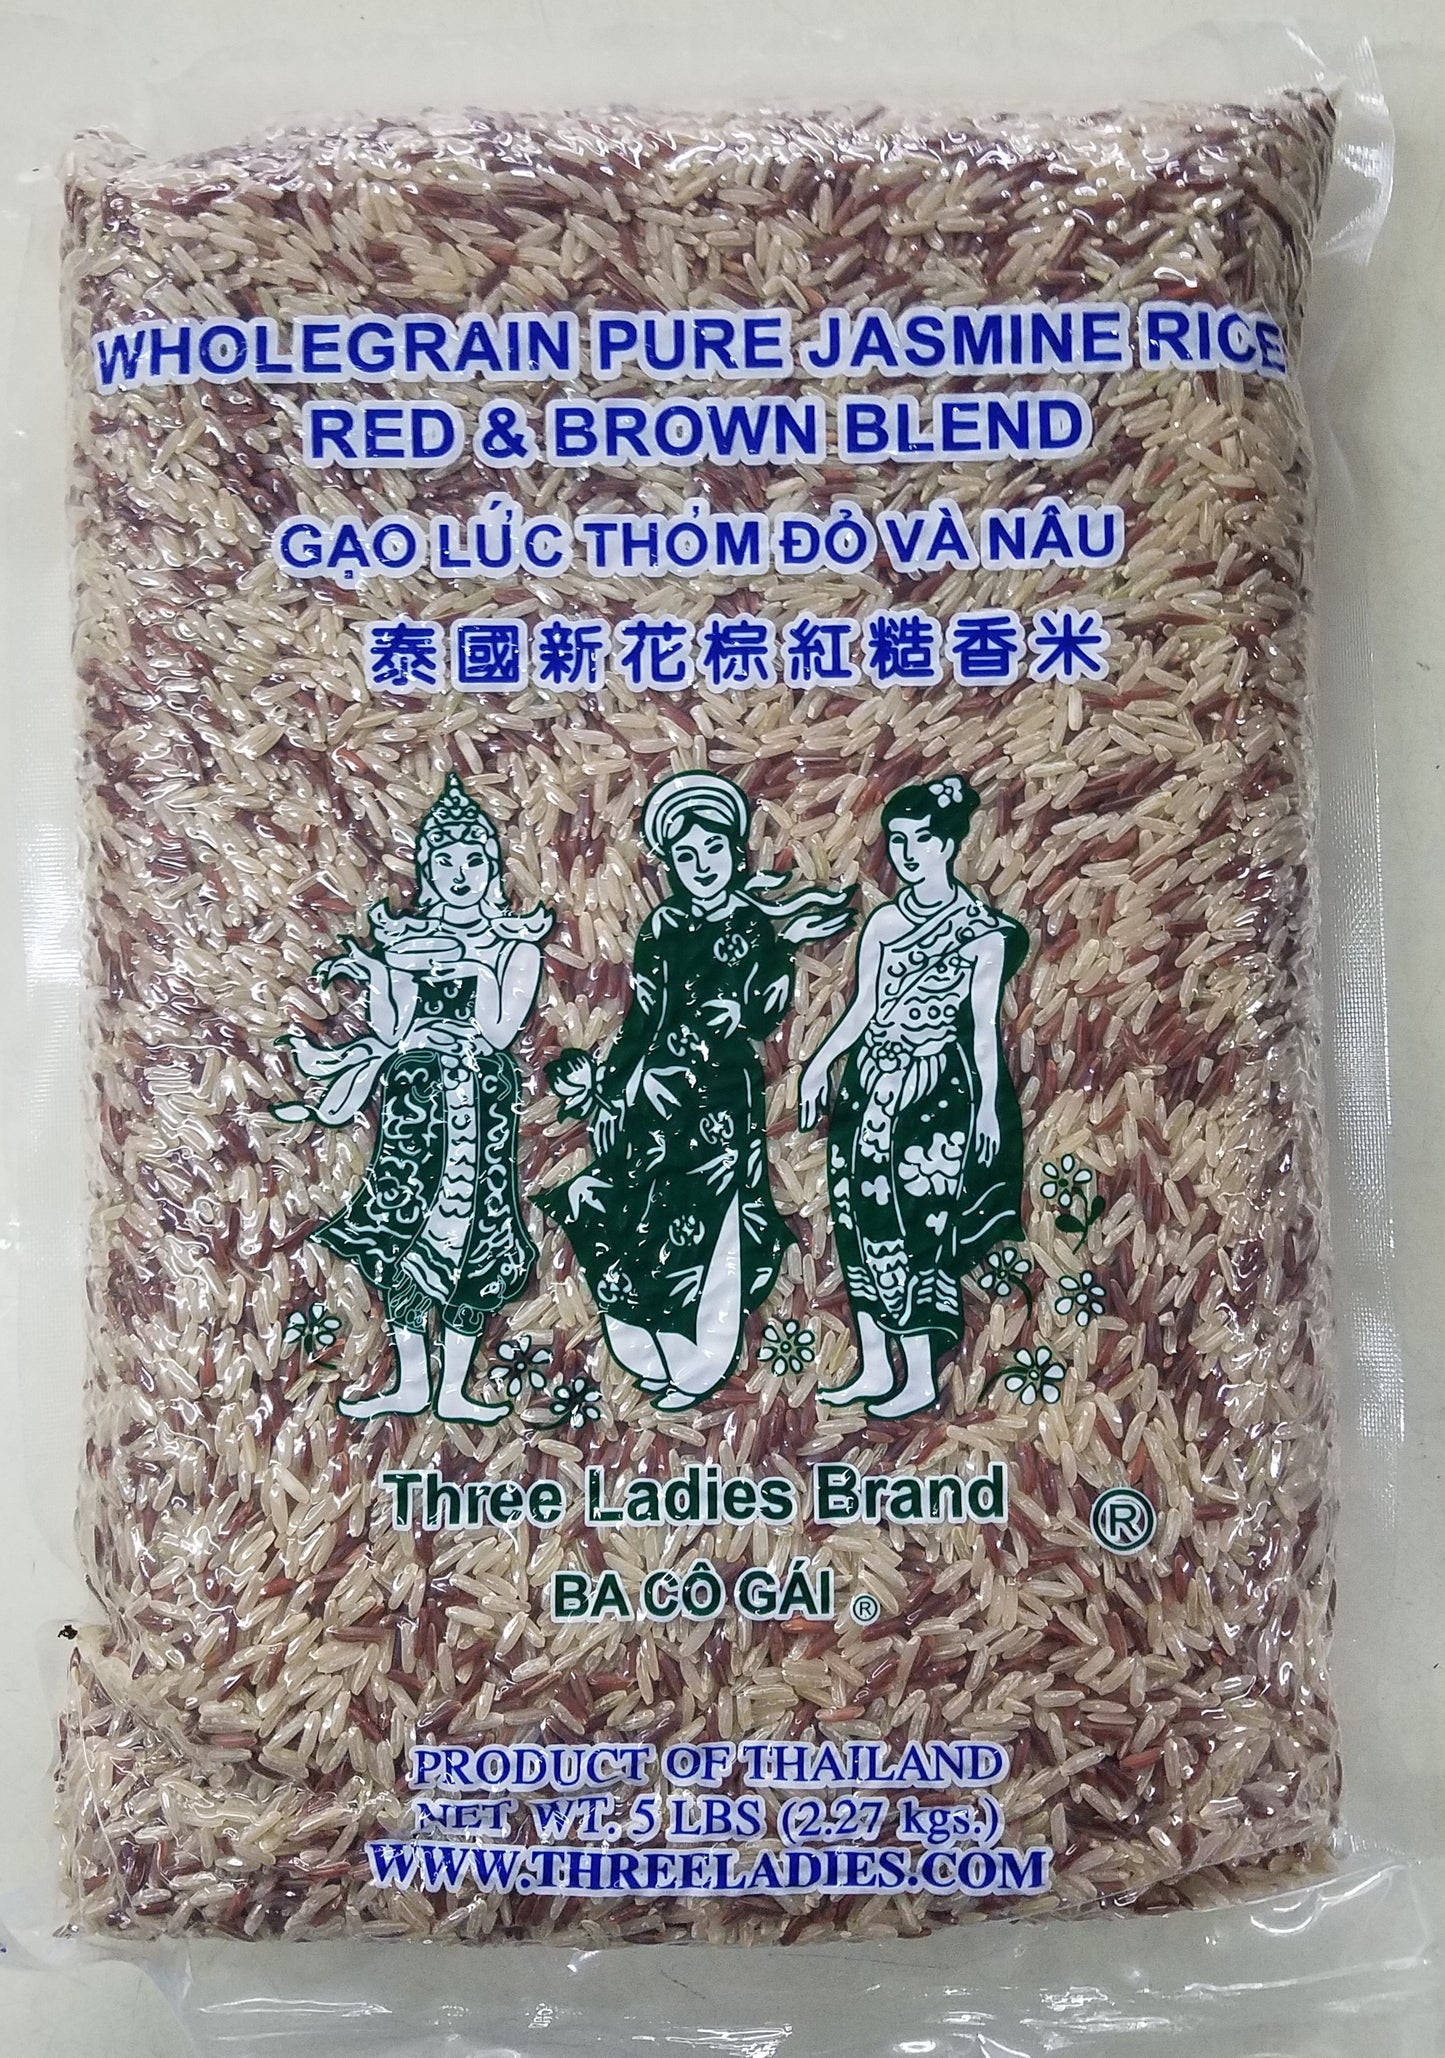 WHOLEGRAIN PURE JASMINE RICE
RED & BROWN BLEND
GẠO LỨC THƠM ĐỎ VÀ NÂU
泰國新花棕紅糙香米
Three Ladies Brand ®
BA CÔ GÁI ®
PRODUCT OF THAILAND
NET WT. 5 LBS (2.27 kgs.)
WWW.THREELADIES.COM